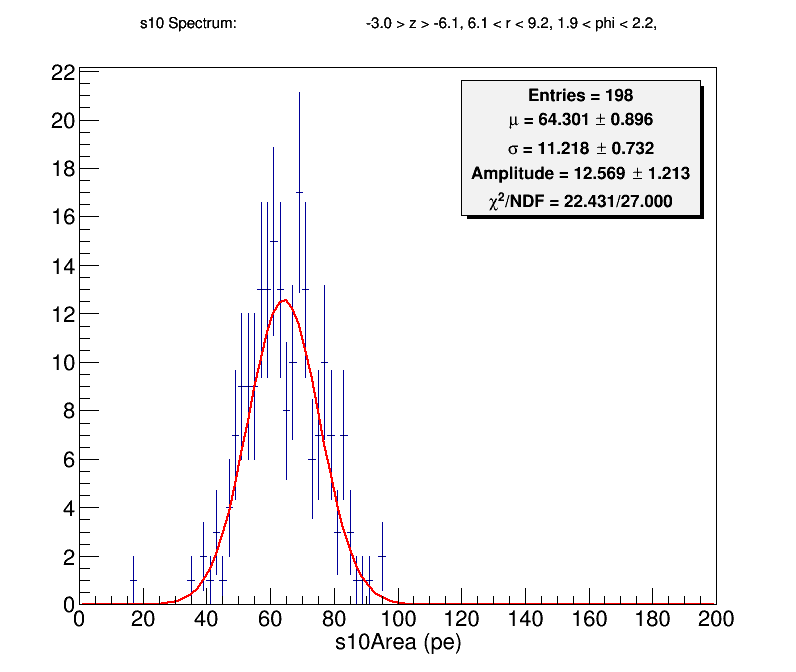 s10 Spectrum: -3.0 > z > -6.1, 6.1 < r < 9.2, 1.9 < phi < 2.2,
Entries = 198
μ = 64.301 ± 0.896
σ = 11.218 ± 0.732
Amplitude = 12.569 ± 1.213
χ²/NDF = 22.431/27.000
22
20
18
16
14
12
10
8
6
4
2
0
0 20 40 60 80 100 120 140 160 180 200
s10Area (pe)